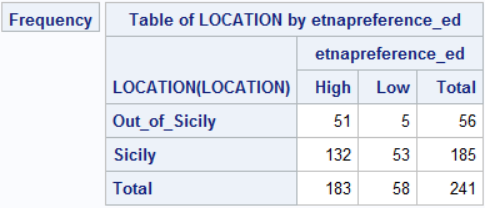 Frequency
Table of LOCATION by etnapreference_ed
etnapreference_ed
LOCATION(LOCATION) High Low Total
Out_of_Sicily 51 5 56
Sicily 132 53 185
Total 183 58 241